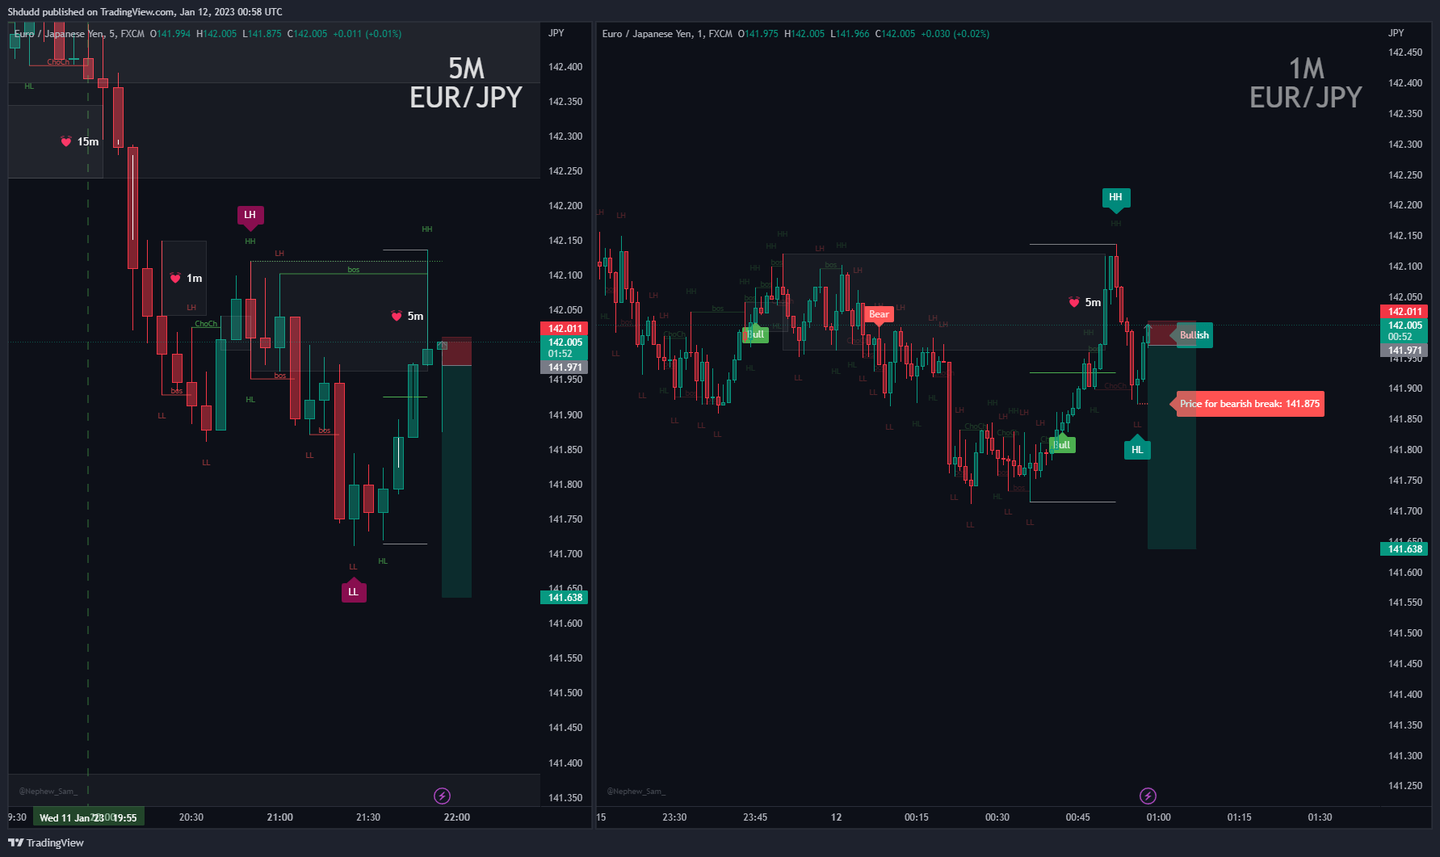 Shdudd published on TradingView.com, Jan 12, 2023 00:58 UTC
Euro / Japanese Yen, 5, FXCM O141.994 H142.005 L141.875 C142.005 +0.011 (+0.01%)
JPY
5M
EUR/JPY
142.400
142.350
142.300
142.250
142.200
142.150
142.100
142.050
142.011
142.005
01:52
141.971
141.950
141.900
141.850
141.800
141.750
141.700
141.650
141.638
141.600
141.550
141.500
141.450
141.400
141.350
ChoCh
HL
15m
1m
LH
ChoCh
bos
LL
LL
LH
HH
LH
bos
HH
5m
bos
HL
bos
LL
LL
HL
LL
@Nephew_Sam_
9:30
Wed 11 Jan '23 19:55
20:30
21:00
21:30
22:00
Euro / Japanese Yen, 1, FXCM O141.975 H142.005 L141.966 C142.005 +0.030 (+0.02%)
JPY
1M
EUR/JPY
142.450
142.400
142.350
142.300
142.250
142.200
142.150
142.100
142.050
142.011
142.005
00:52
141.971
141.950
141.900
141.850
141.800
141.750
141.700
141.650
141.638
141.600
141.550
141.500
141.450
141.400
141.350
141.300
141.250
HH
5m
Bull
Bear
Bullish
Price for bearish break: 141.875
Bull
HL
@Nephew_Sam_
15
23:30
23:45
12
00:15
00:30
00:45
01:00
01:15
01:30
TradingView